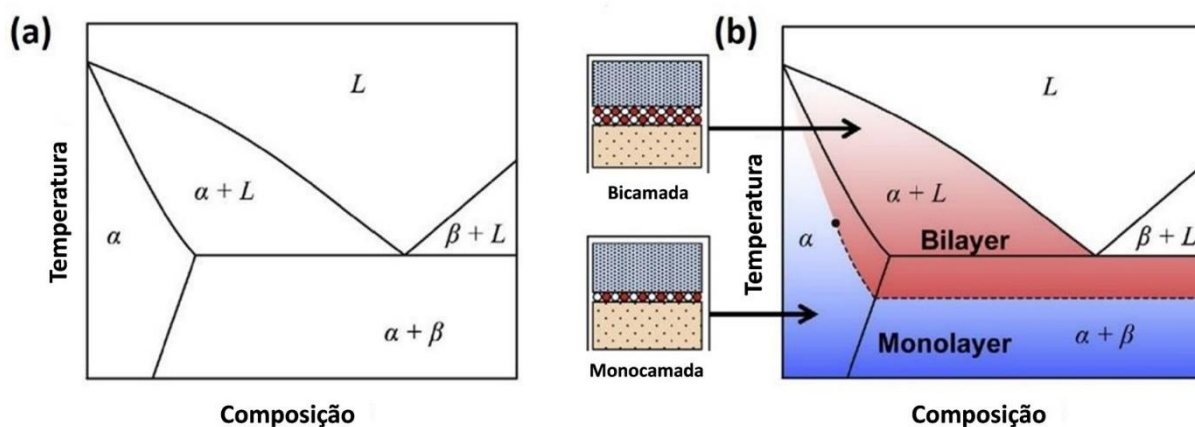 (a)
L
α + L
α
β + L
α + β
Temperatura
Composição
Bicamada
Monocamada
(b)
L
α + L
α
Bilayer
β + L
Monolayer
α + β
Temperatura
Composição